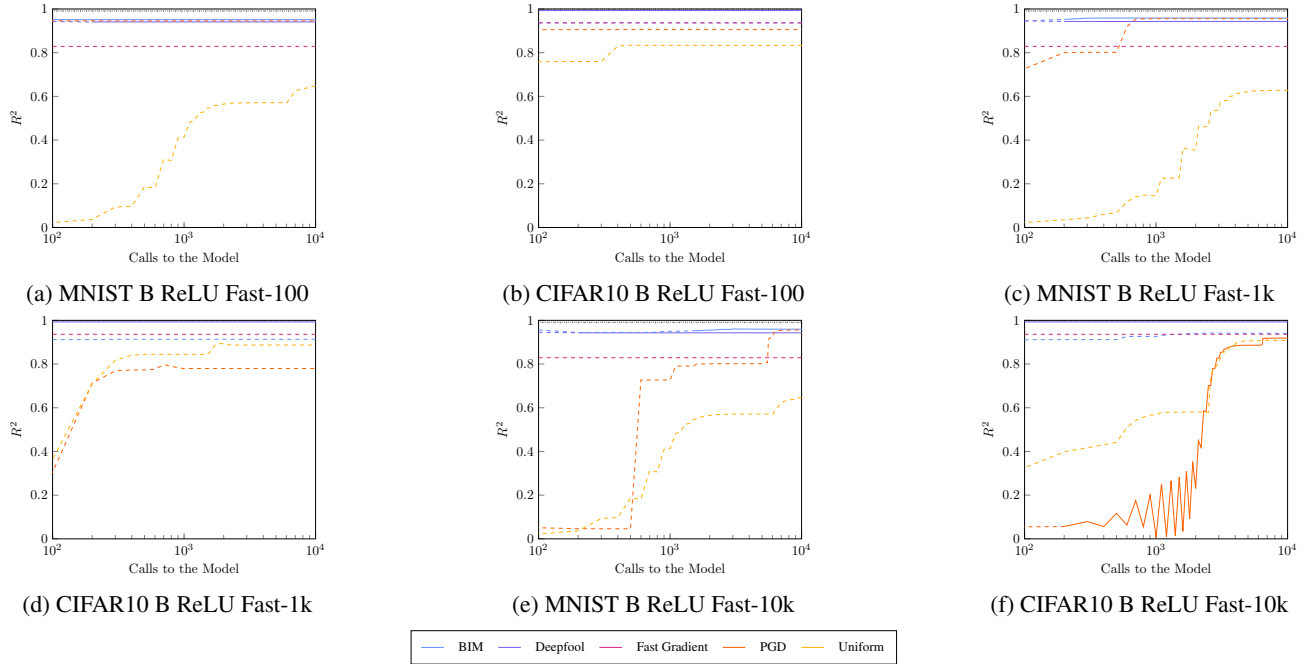 1
0.8
0.6
0.4
0.2
0
R²
10² 10³ 10⁴
Calls to the Model
(a) MNIST B ReLU Fast-100
1
0.8
0.6
0.4
0.2
0
R²
10² 10³ 10⁴
Calls to the Model
(b) CIFAR10 B ReLU Fast-100
1
0.8
0.6
0.4
0.2
0
R²
10² 10³ 10⁴
Calls to the Model
(c) MNIST B ReLU Fast-1k
1
0.8
0.6
0.4
0.2
0
R²
10² 10³ 10⁴
Calls to the Model
(d) CIFAR10 B ReLU Fast-1k
1
0.8
0.6
0.4
0.2
0
R²
10² 10³ 10⁴
Calls to the Model
(e) MNIST B ReLU Fast-10k
1
0.8
0.6
0.4
0.2
0
R²
10² 10³ 10⁴
Calls to the Model
(f) CIFAR10 B ReLU Fast-10k
BIM Deepfool Fast Gradient PGD Uniform